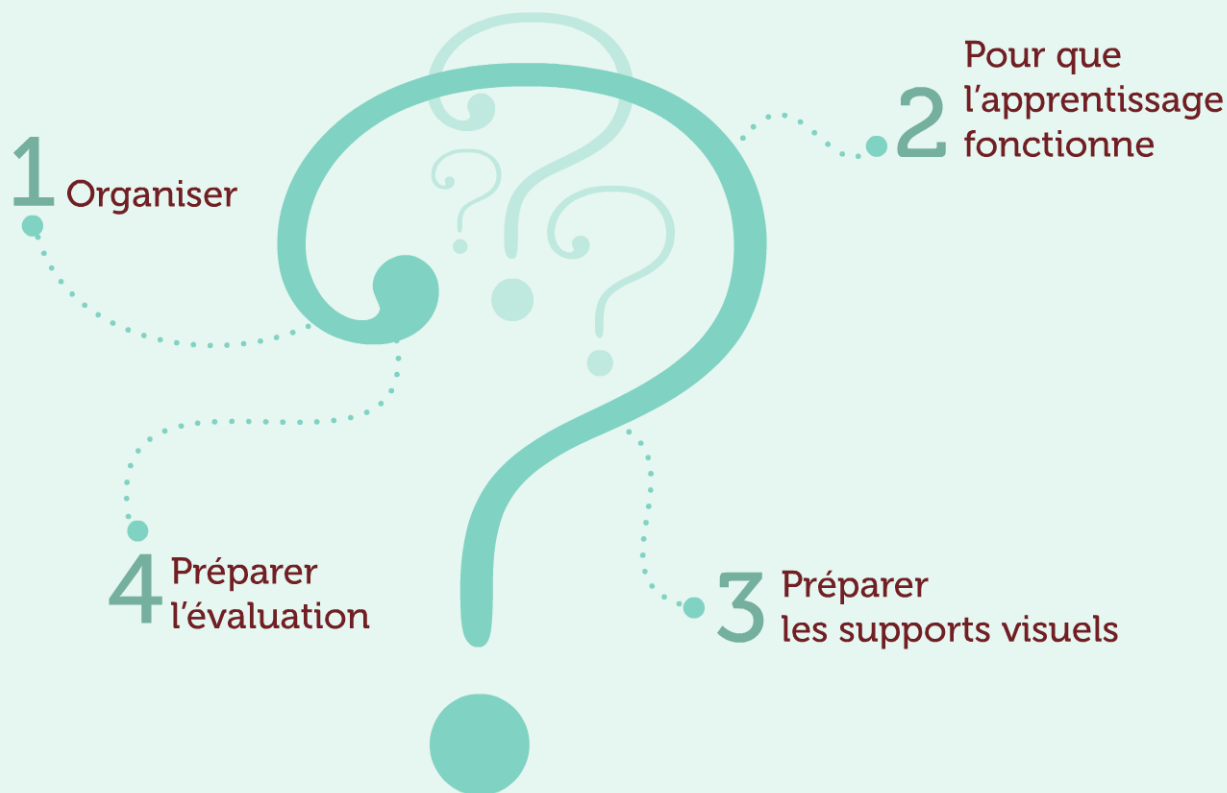 1 Organiser
2 Pour que
l'apprentissage
fonctionne
3 Préparer
les supports visuels
4 Préparer
l'évaluation